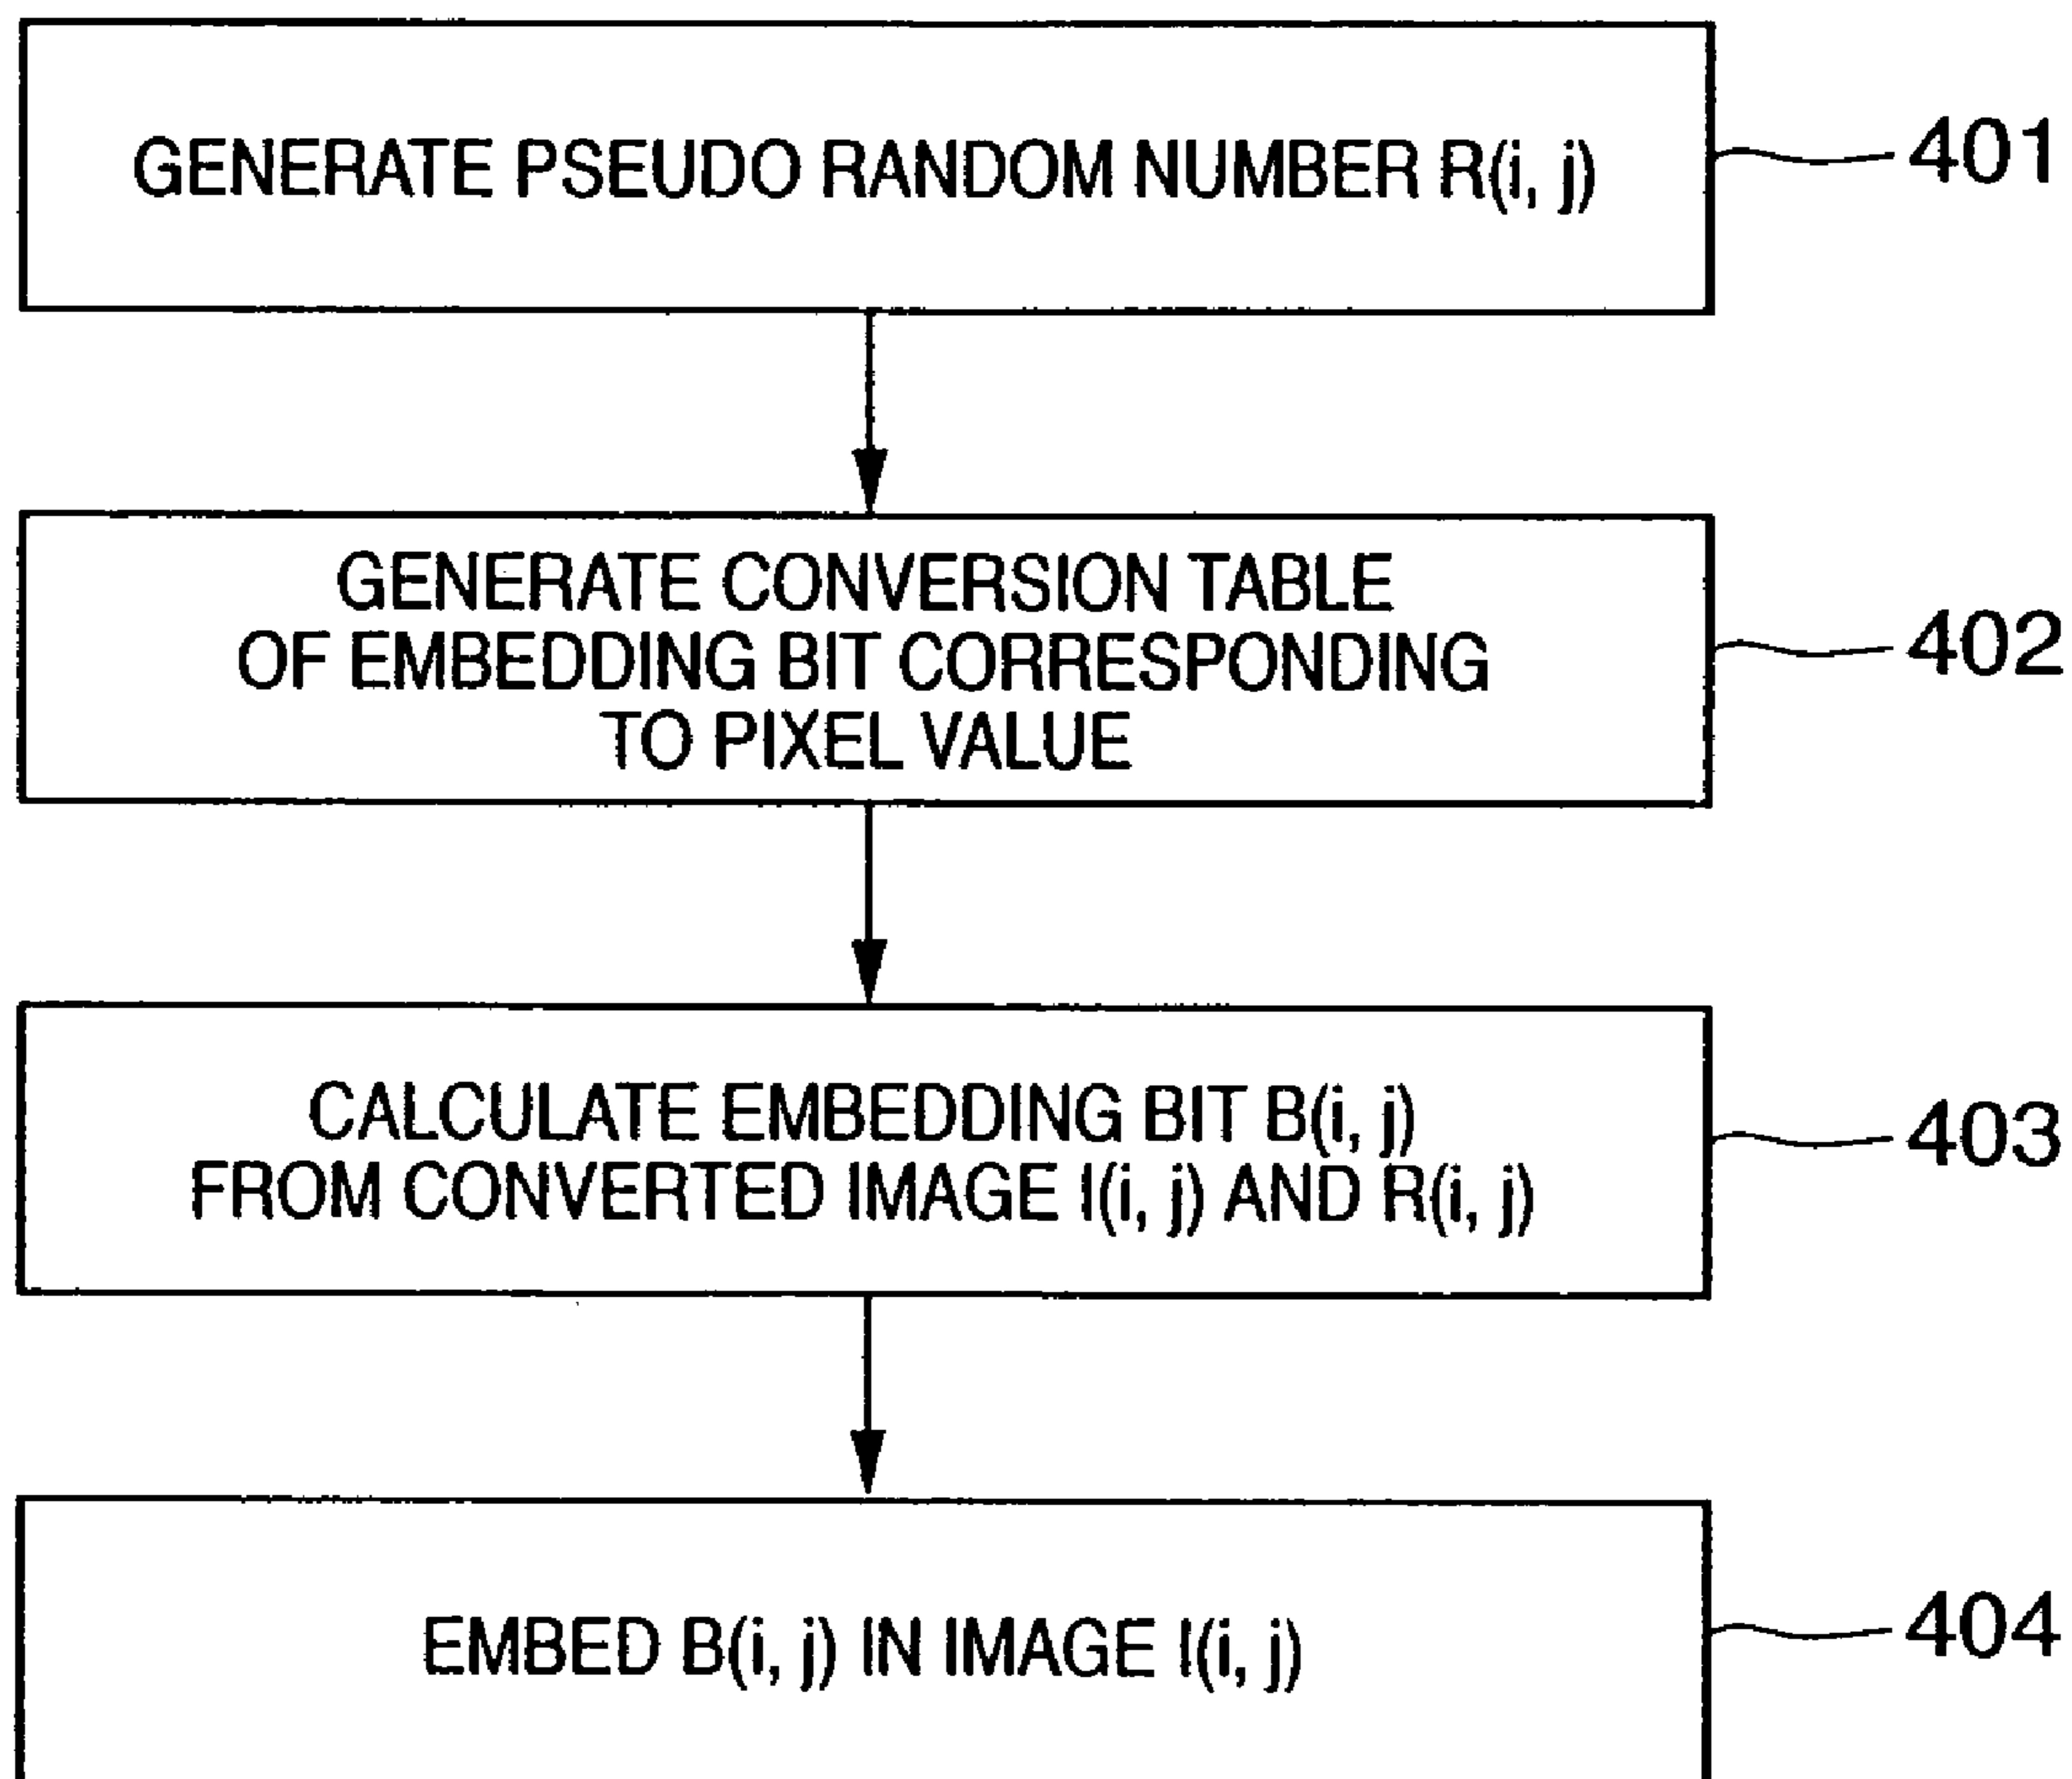 GENERATE PSEUDO RANDOM NUMBER R(i, j)
401
GENERATE CONVERSION TABLE
OF EMBEDDING BIT CORRESPONDING
TO PIXEL VALUE
402
CALCULATE EMBEDDING BIT B(i, j)
FROM CONVERTED IMAGE I(i, j) AND R(i, j)
403
EMBED B(i, j) IN IMAGE I(i, j)
404